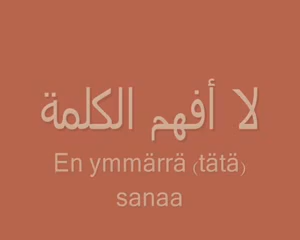 لا أفهم الكلمة
En ymmärrä (tätä)
sanaa